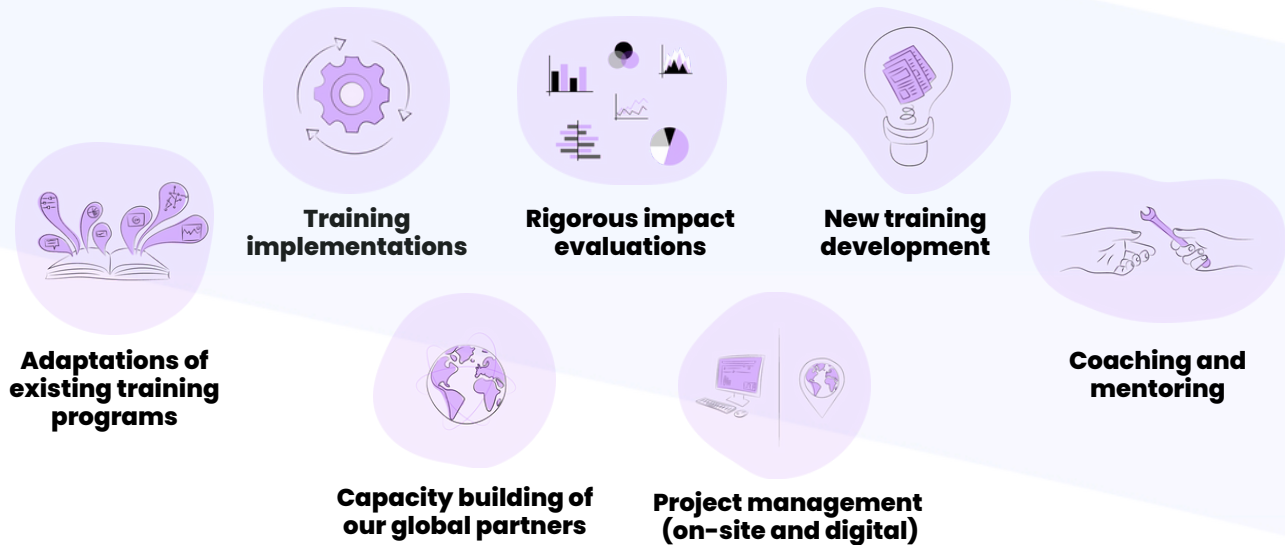 Training
implementations
Rigorous impact
evaluations
New training
development
Adaptations of
existing training
programs
Coaching and
mentoring
Capacity building of
our global partners
Project management
(on-site and digital)